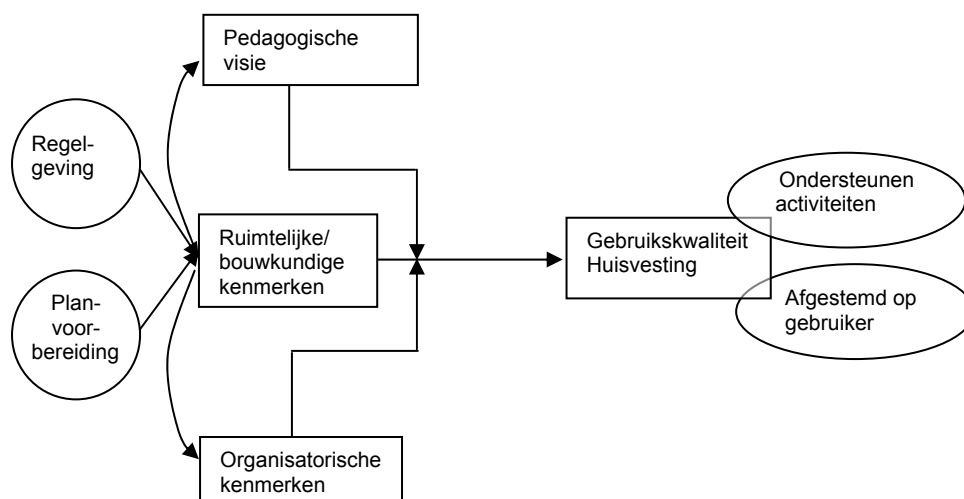 Pedagogische
visie
Regel-
geving
Ruimtelijke/
bouwkundige
kenmerken
Plan-
voor-
bereiding
Organisatorische
kenmerken
Gebruikskwaliteit
Huisvesting
Ondersteunen
activiteiten
Afgestemd op
gebruiker